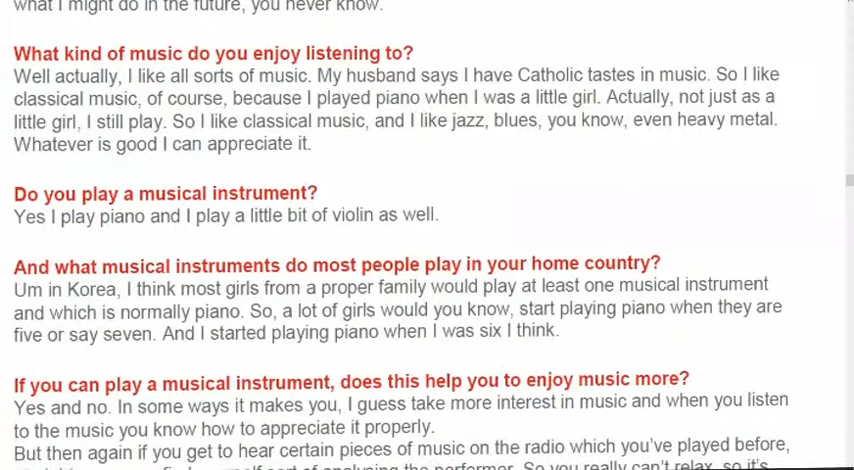 what I might do in the future, you never know.
What kind of music do you enjoy listening to?
Well actually, I like all sorts of music. My husband says I have Catholic tastes in music. So I like
classical music, of course, because I played piano when I was a little girl. Actually, not just as a
little girl, I still play. So I like classical music, and I like jazz, blues, you know, even heavy metal.
Whatever is good I can appreciate it.
Do you play a musical instrument?
Yes I play piano and I play a little bit of violin as well.
And what musical instruments do most people play in your home country?
Um in Korea, I think most girls from a proper family would play at least one musical instrument
and which is normally piano. So, a lot of girls would you know, start playing piano when they are
five or say seven. And I started playing piano when I was six I think.
If you can play a musical instrument, does this help you to enjoy music more?
Yes and no. In some ways it makes you, I guess take more interest in music and when you listen
to the music you know how to appreciate it properly.
But then again if you get to hear certain pieces of music on the radio which you've played before,
of analysing the performer. So you really can't relax, so it's